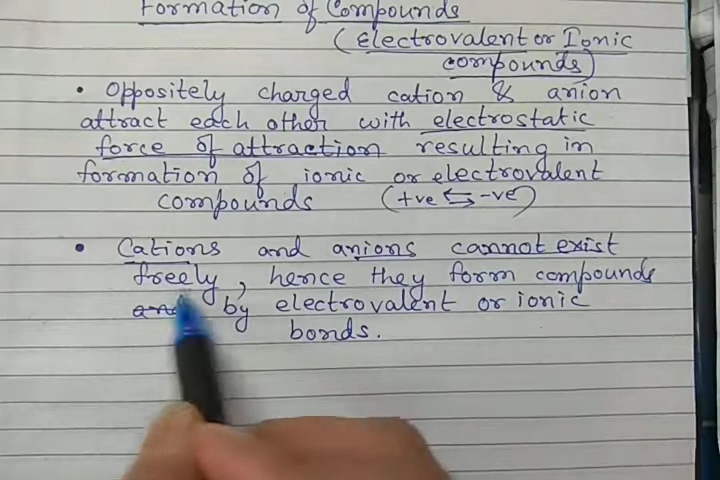 Formation of Compounds
(Electrovalent or Ionic
compounds)
• Oppositely charged cation & anion
attract each other with electrostatic
force of attraction resulting in
formation of ionic or electrovalent
compounds (+ve ⇆ -ve)
• Cations and anions cannot exist
freely, hence they form compounds
and by electrovalent or ionic
bonds.